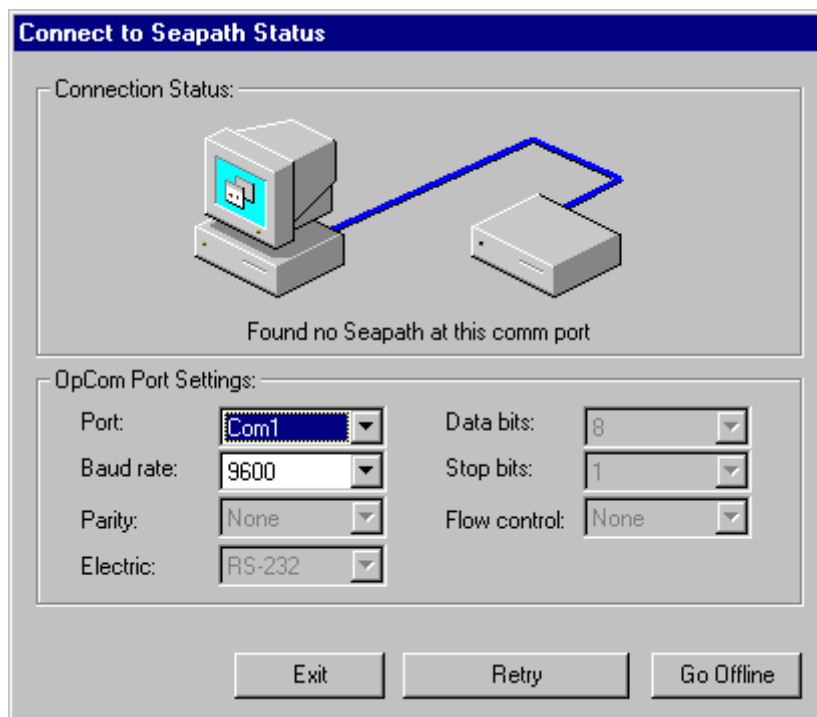 Connect to Seapath Status
Connection Status:
Found no Seapath at this comm port
OpCom Port Settings:
Port: Com1 Data bits: 8
Baud rate: 9600 Stop bits: 1
Parity: None Flow control: None
Electric: RS-232
Exit Retry Go Offline